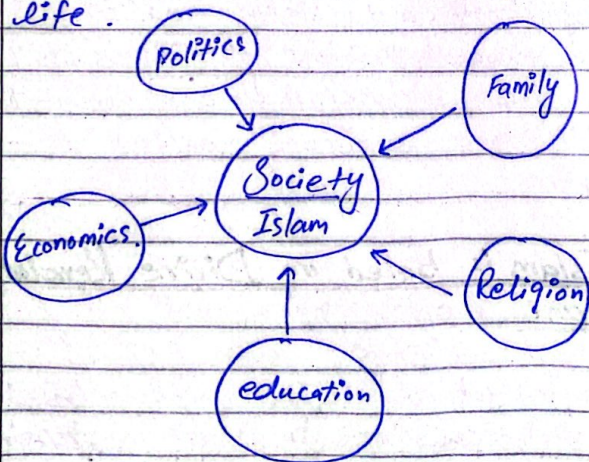 life.
Politics
Family
Society
Islam
Economics.
Religion
education